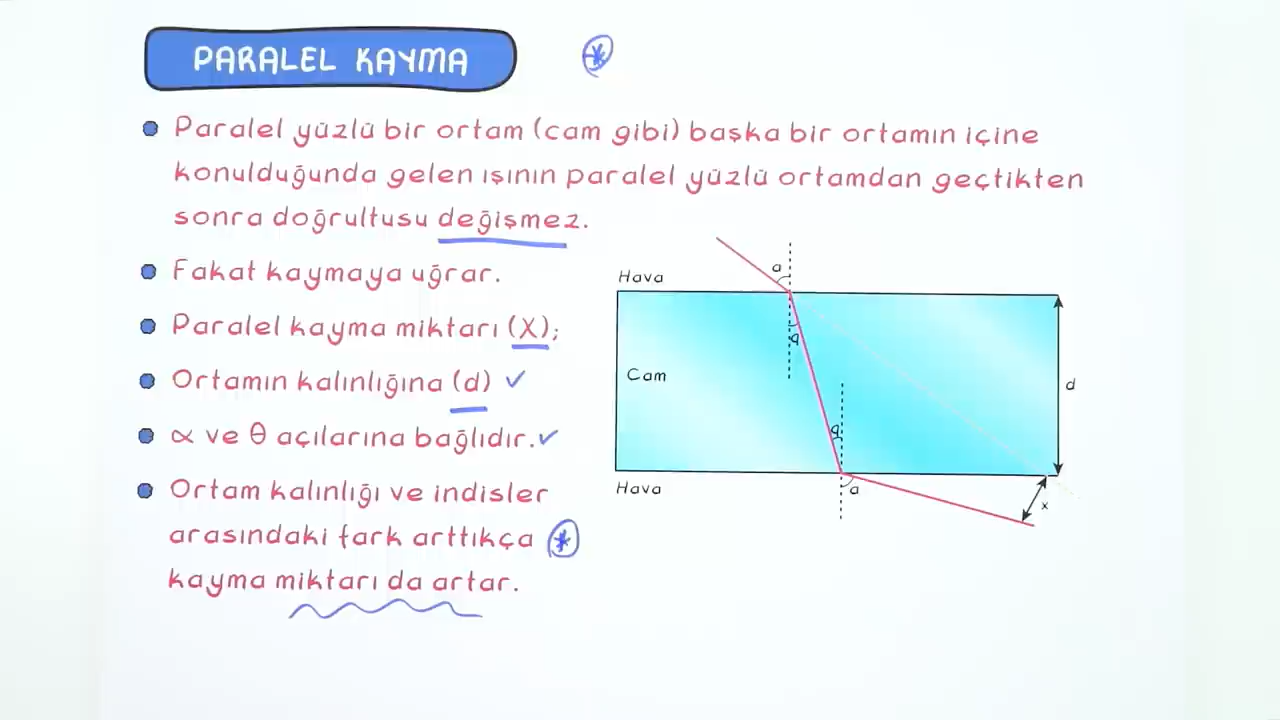 PARALEL KAYMA
Paralel yüzlü bir ortam (cam gibi) başka bir ortamın içine
konulduğunda gelen ışının paralel yüzlü ortamdan geçtikten
sonra doğrultusu değişmez.
Fakat kaymaya uğrar.
Paralel kayma miktarı (X);
Ortamın kalınlığına (d)
α ve θ açılarına bağlıdır.
Ortam kalınlığı ve indisler
arasındaki fark arttıkça
kayma miktarı da artar.
Hava
a
q
Cam
d
q
Hava
a
x